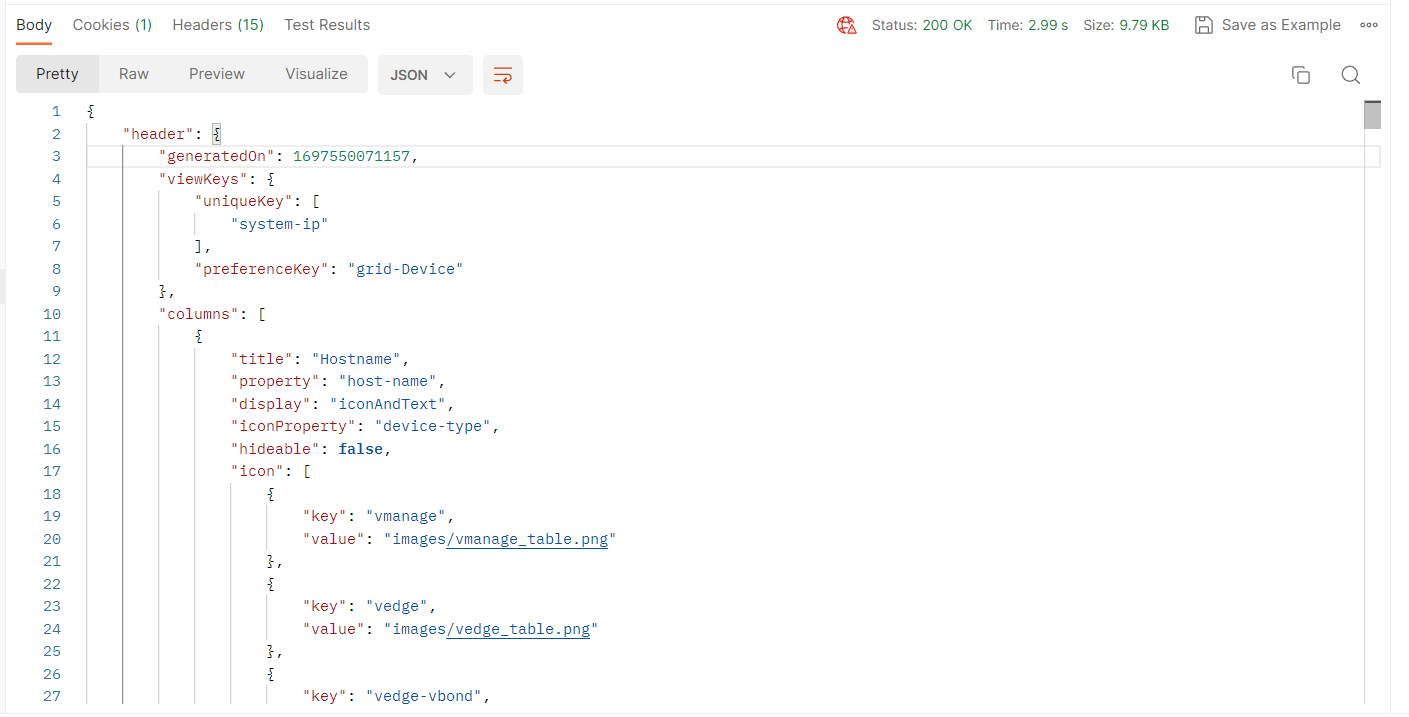 Body Cookies (1) Headers (15) Test Results Status: 200 OK Time: 2.99 s Size: 9.79 KB Save as Example
Pretty Raw Preview Visualize JSON
1 {
2 "header": {
3 "generatedOn": 1697550071157,
4 "viewKeys": {
5 "uniqueKey": [
6 "system-ip"
7 ],
8 "preferenceKey": "grid-Device"
9 },
10 "columns": [
11 {
12 "title": "Hostname",
13 "property": "host-name",
14 "display": "iconAndText",
15 "iconProperty": "device-type",
16 "hideable": false,
17 "icon": [
18 {
19 "key": "vmanage",
20 "value": "images/vmanage_table.png"
21 },
22 {
23 "key": "vedge",
24 "value": "images/vedge_table.png"
25 },
26 {
27 "key": "vedge-vbond",